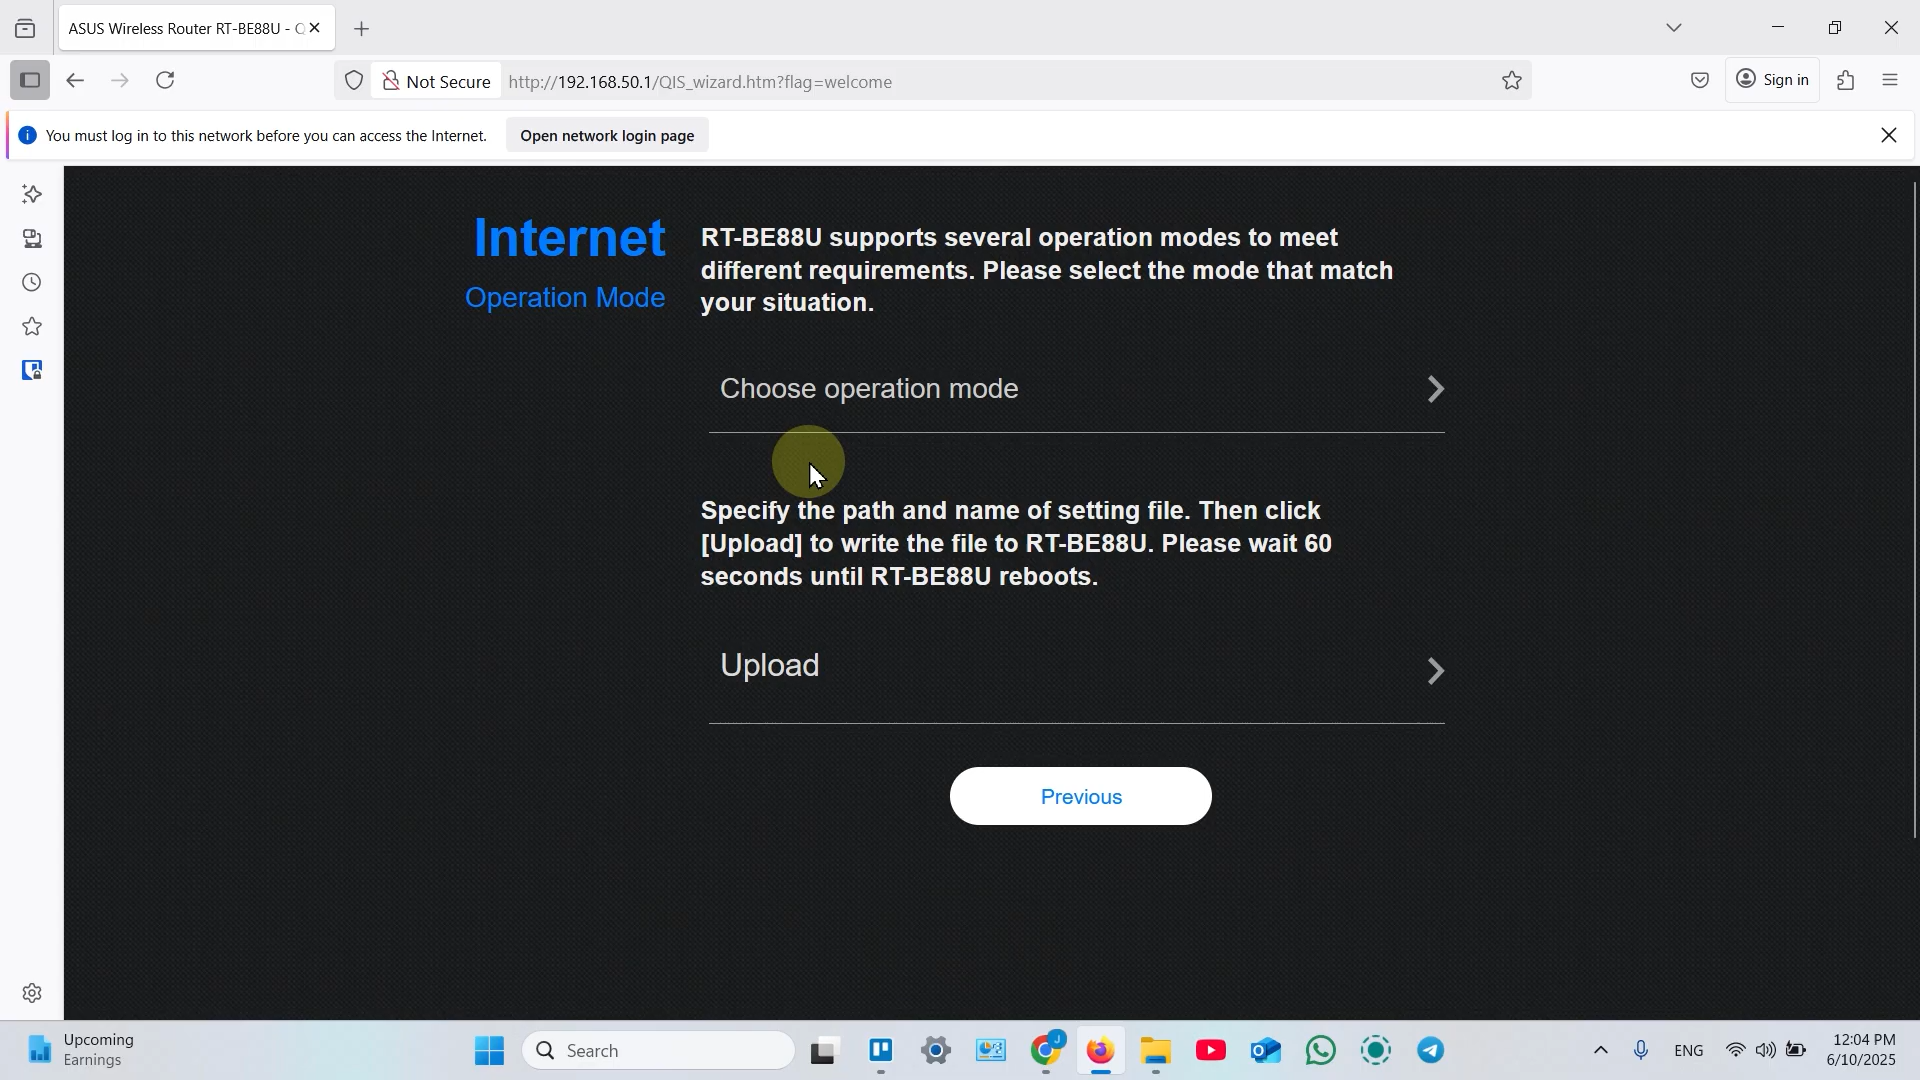 ASUS Wireless Router RT-BE88U - Q
Not Secure
http://192.168.50.1/QIS_wizard.htm?flag=welcome
Sign in
You must log in to this network before you can access the Internet.
Open network login page
Internet
Operation Mode
RT-BE88U supports several operation modes to meet
different requirements. Please select the mode that match
your situation.
Choose operation mode
Specify the path and name of setting file. Then click
[Upload] to write the file to RT-BE88U. Please wait 60
seconds until RT-BE88U reboots.
Upload
Previous
Upcoming
Earnings
Search
J
ENG
12:04 PM
6/10/2025